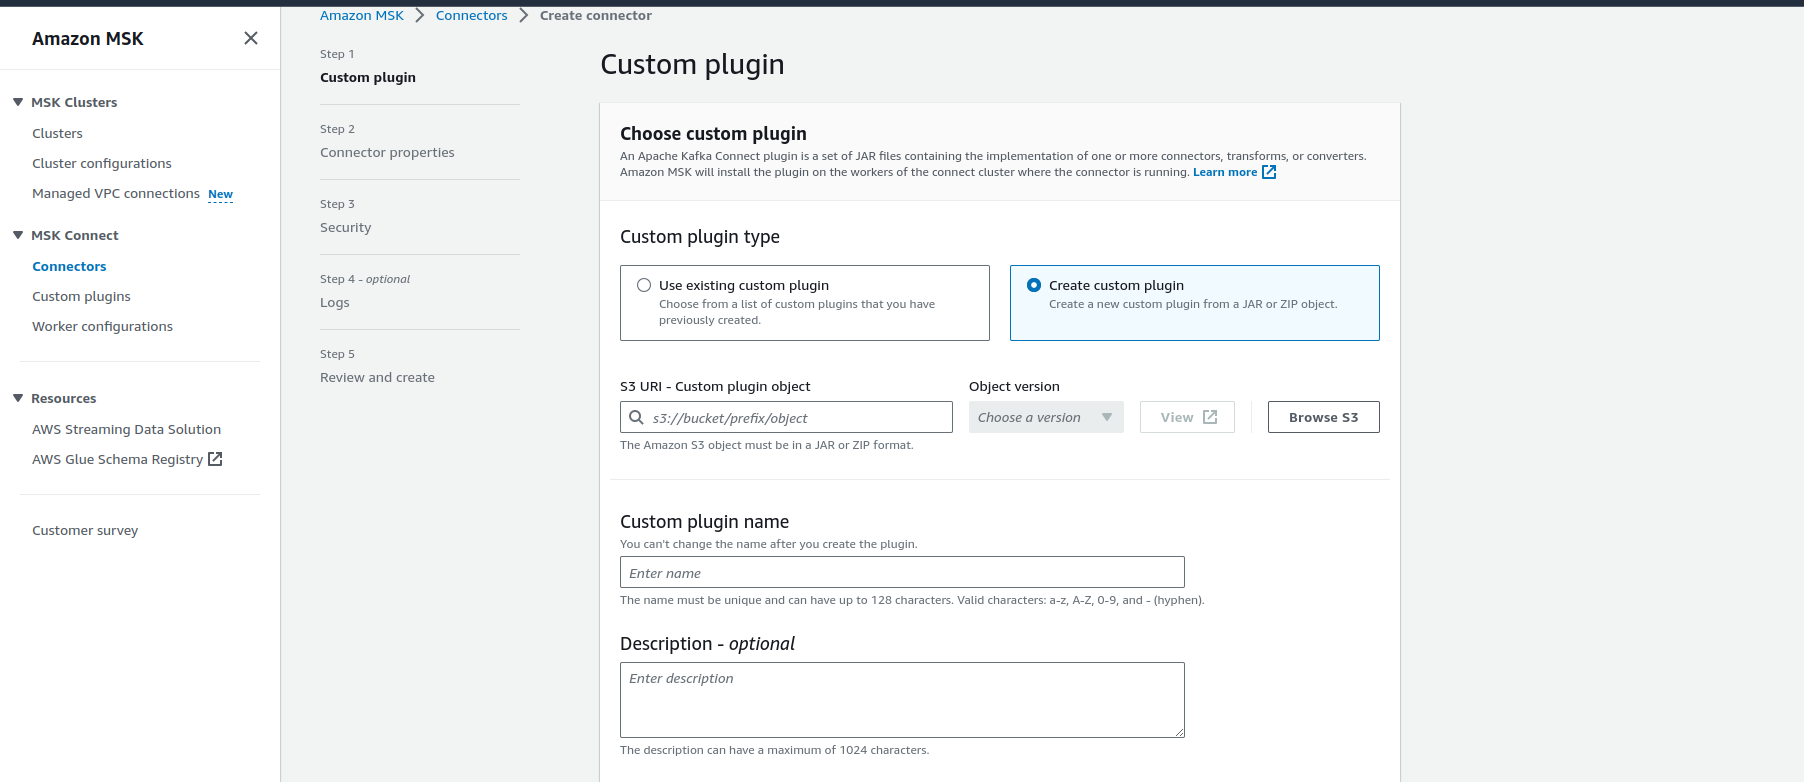 Amazon MSK
MSK Clusters
Clusters
Cluster configurations
Managed VPC connections New
MSK Connect
Connectors
Custom plugins
Worker configurations
Resources
AWS Streaming Data Solution
AWS Glue Schema Registry
Customer survey
Amazon MSK > Connectors > Create connector
Step 1
Custom plugin
Step 2
Connector properties
Step 3
Security
Step 4 - optional
Logs
Step 5
Review and create
Custom plugin
Choose custom plugin
An Apache Kafka Connect plugin is a set of JAR files containing the implementation of one or more connectors, transforms, or converters.
Amazon MSK will install the plugin on the workers of the connect cluster where the connector is running. Learn more
Custom plugin type
Use existing custom plugin
Choose from a list of custom plugins that you have
previously created.
Create custom plugin
Create a new custom plugin from a JAR or ZIP object.
S3 URI - Custom plugin object
Object version
s3://bucket/prefix/object
Choose a version
View
Browse S3
The Amazon S3 object must be in a JAR or ZIP format.
Custom plugin name
You can't change the name after you create the plugin.
Enter name
The name must be unique and can have up to 128 characters. Valid characters: a-z, A-Z, 0-9, and - (hyphen).
Description - optional
Enter description
The description can have a maximum of 1024 characters.